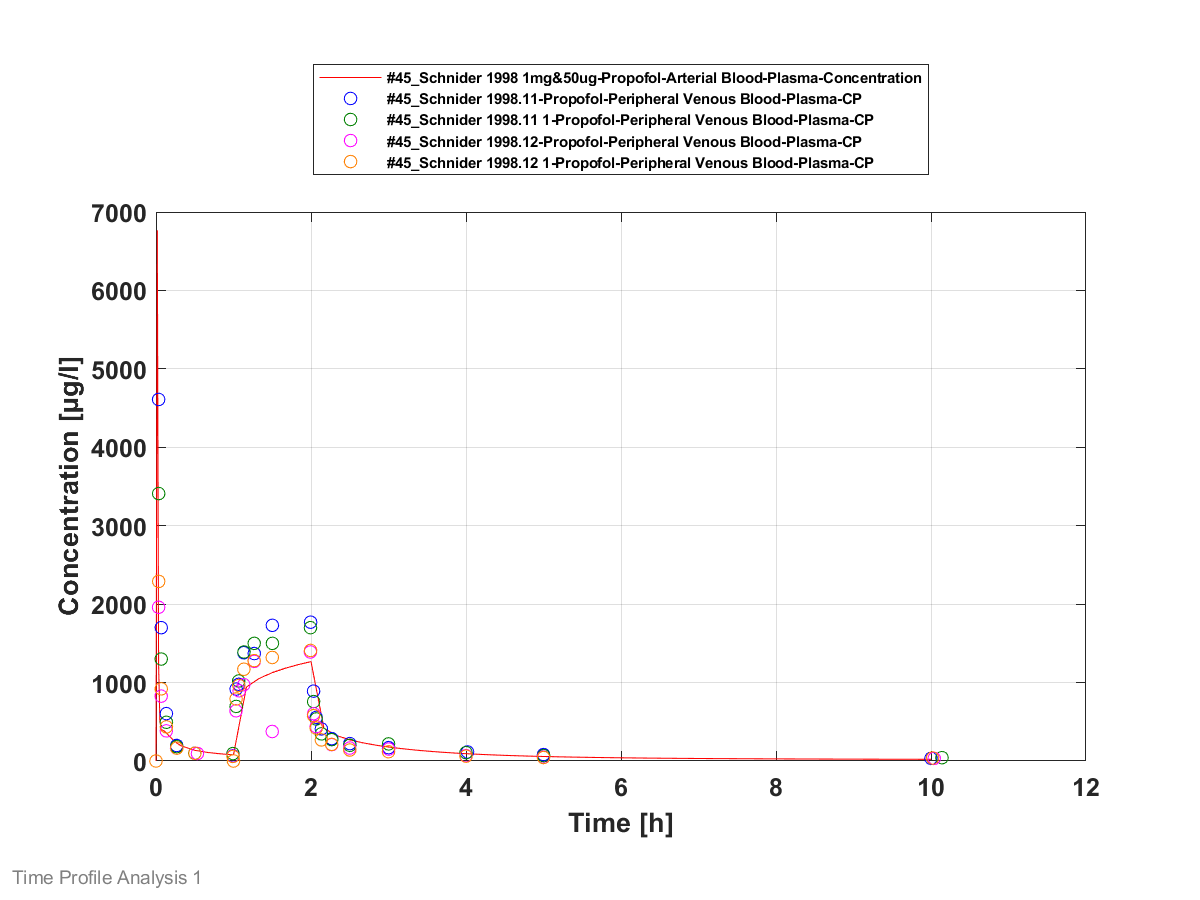 #45_Schnider 1998 1mg&50ug-Propofol-Arterial Blood-Plasma-Concentration
#45_Schnider 1998.11-Propofol-Peripheral Venous Blood-Plasma-CP
#45_Schnider 1998.11 1-Propofol-Peripheral Venous Blood-Plasma-CP
#45_Schnider 1998.12-Propofol-Peripheral Venous Blood-Plasma-CP
#45_Schnider 1998.12 1-Propofol-Peripheral Venous Blood-Plasma-CP
7000
6000
5000
4000
3000
2000
1000
0
Concentration [µg/l]
0 2 4 6 8 10 12
Time [h]
Time Profile Analysis 1